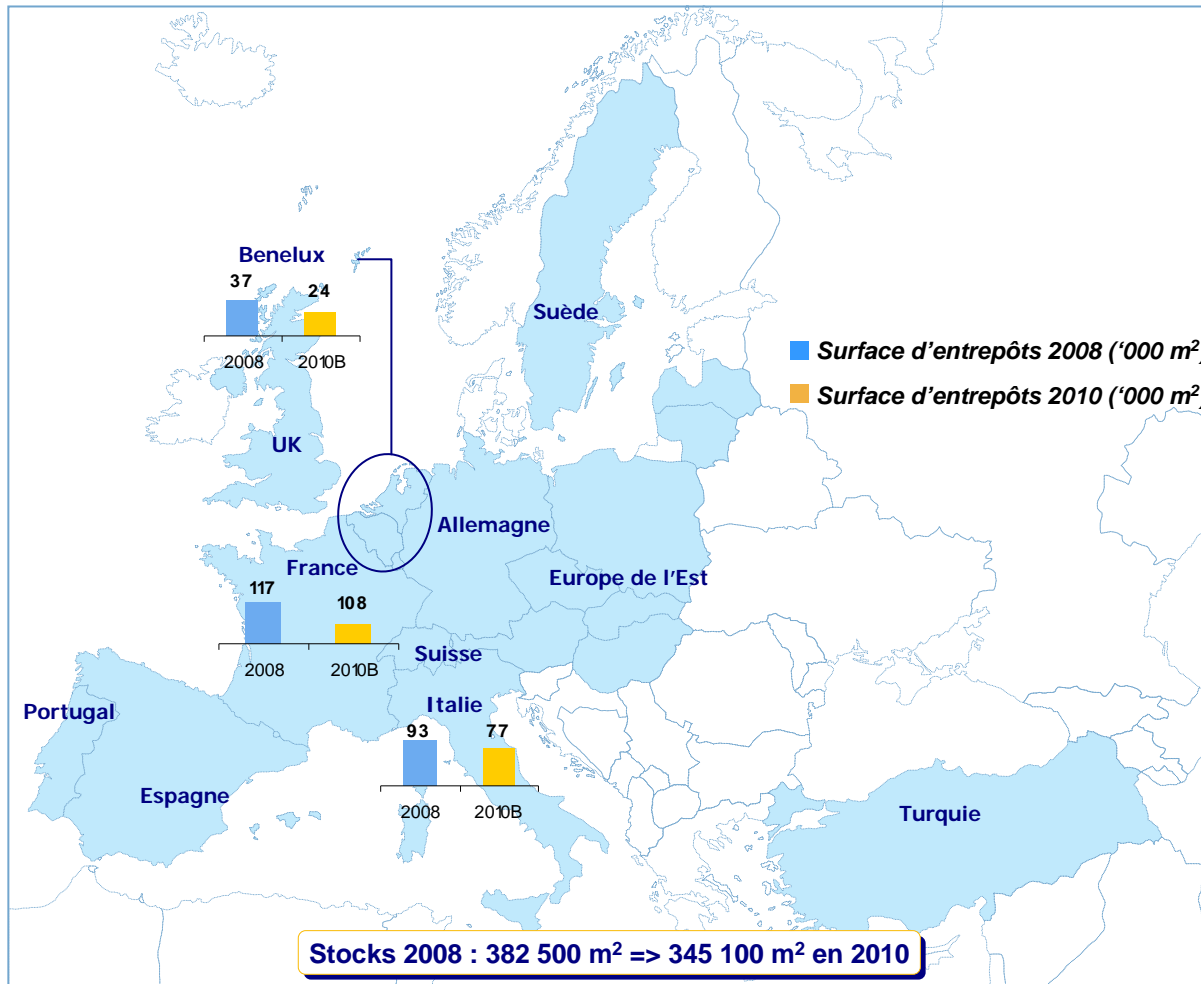 Benelux
37
24
2008
2010B
Suède
Surface d'entrepôts 2008 (‘000 m²)
Surface d'entrepôts 2010 (‘000 m²)
UK
Allemagne
France
Europe de l'Est
117
108
2008
2010B
Suisse
Italie
Portugal
93
77
Espagne
2008
2010B
Turquie
Stocks 2008 : 382 500 m² => 345 100 m² en 2010